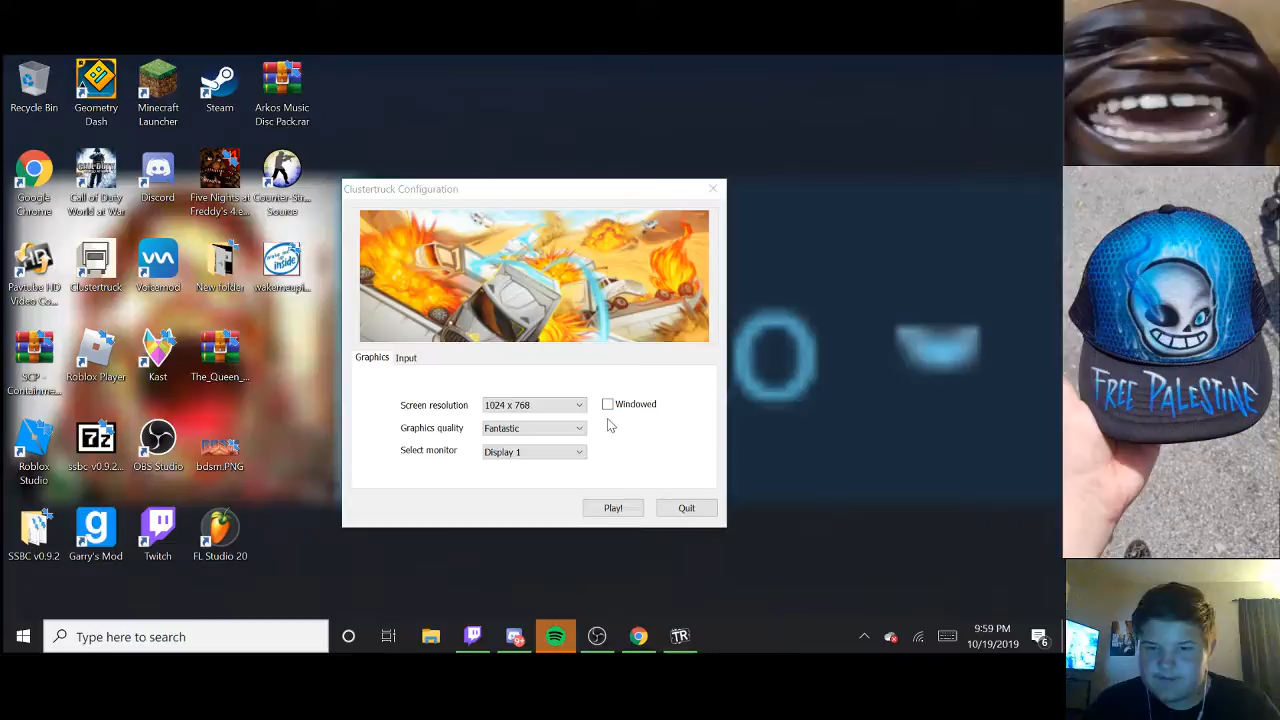 Recycle Bin
Geometry
Dash
Minecraft
Launcher
Steam
Arkos Music
Disc Pack.rar
Google
Chrome
Call of Duty
World at War
Discord
Five Nights at
Freddy's 4.e...
Counter-Str...
Source
Pavtube HD
Video Co...
Clustertruck
Voicemod
New folder
wakemeupi...
SCP -
Containme...
Roblox Player
Kast
The_Queen_...
Roblox
Studio
ssbc-v0.9.2...
OBS Studio
bdsm.PNG
SSBC v0.9.2
Garry's Mod
Twitch
FL Studio 20
Clustertruck Configuration
Graphics
Input
Screen resolution
1024 x 768
Windowed
Graphics quality
Fantastic
Select monitor
Display 1
Play!
Quit
FREE PALESTINE
Type here to search
9+
TR
9:59 PM
10/19/2019
6